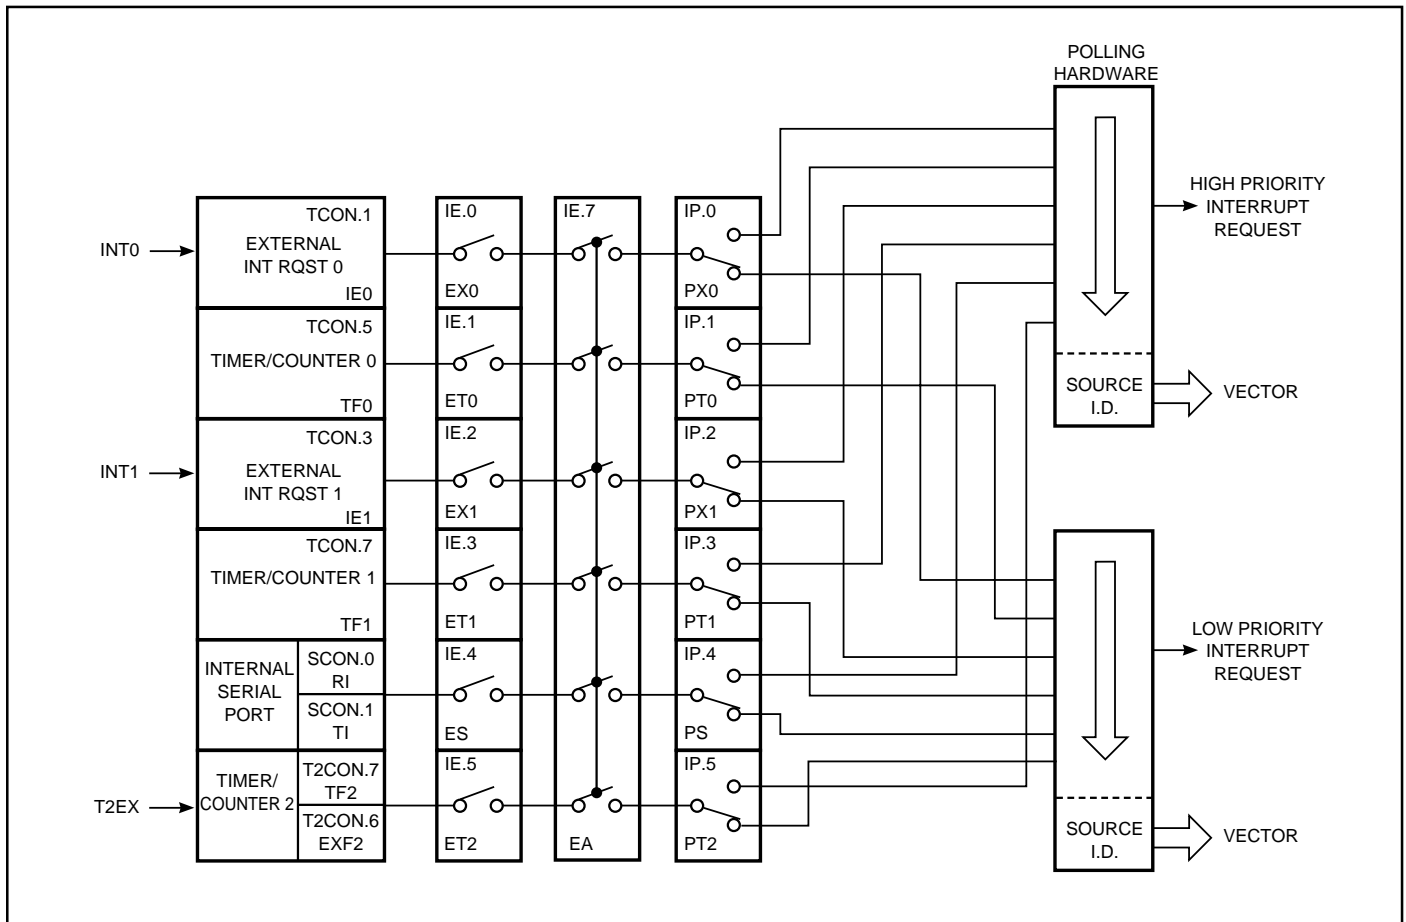 POLLING
HARDWARE
HIGH PRIORITY
INTERRUPT
REQUEST
SOURCE
I.D.
VECTOR
INT0
TCON.1
EXTERNAL
INT RQST 0
IE0
IE.0
EX0
IE.7
IP.0
PX0
TCON.5
TIMER/COUNTER 0
TF0
IE.1
ET0
IP.1
PT0
INT1
TCON.3
EXTERNAL
INT RQST 1
IE1
IE.2
EX1
IP.2
PX1
TCON.7
TIMER/COUNTER 1
TF1
IE.3
ET1
IP.3
PT1
INTERNAL
SERIAL
PORT
SCON.0
RI
SCON.1
TI
IE.4
ES
IP.4
PS
T2EX
TIMER/
COUNTER 2
T2CON.7
TF2
T2CON.6
EXF2
IE.5
ET2
EA
IP.5
PT2
LOW PRIORITY
INTERRUPT
REQUEST
SOURCE
I.D.
VECTOR